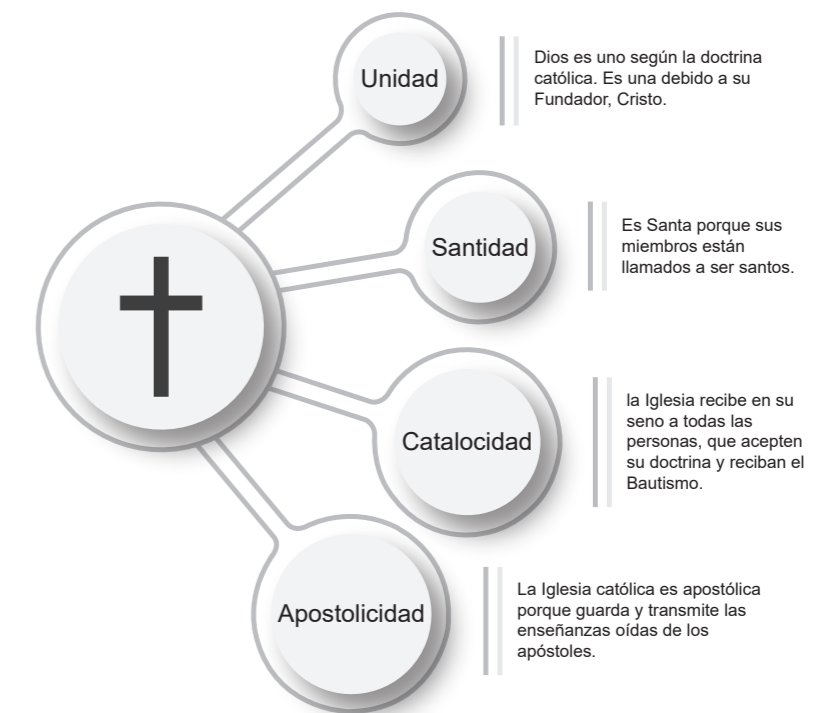 Unidad
Dios es uno según la doctrina
católica. Es una debido a su
Fundador, Cristo.
Santidad
Es Santa porque sus
miembros están
llamados a ser santos.
Catalocidad
la Iglesia recibe en su
seno a todas las
personas, que acepten
su doctrina y reciban el
Bautismo.
Apostolicidad
La Iglesia católica es apostólica
porque guarda y transmite las
enseñanzas oídas de los
apóstoles.